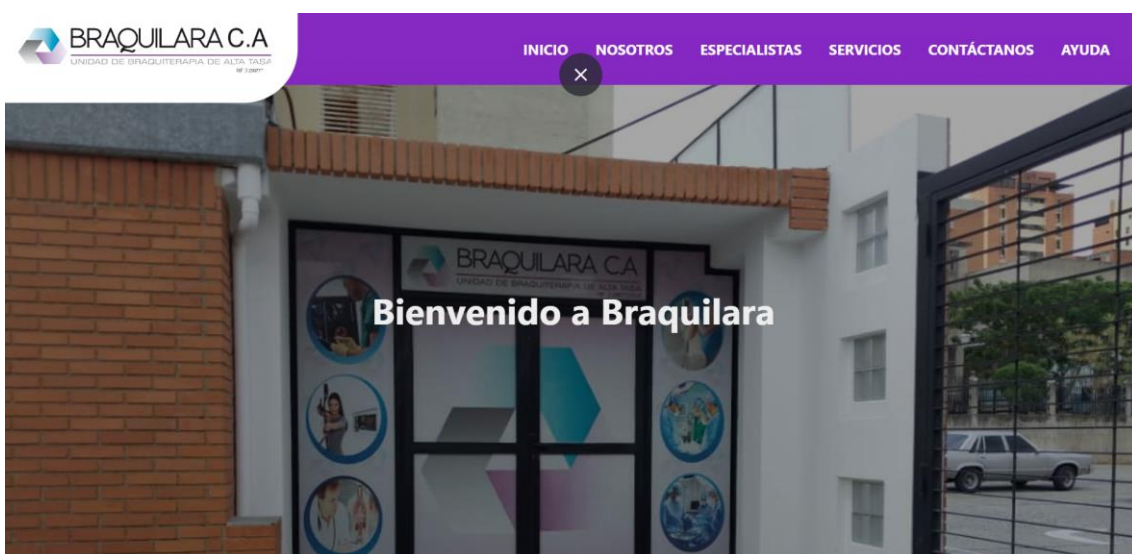 BRAQUILARA C.A
UNIDAD DE BRAQUITERAPIA DE ALTA TASA
INICIO NOSOTROS ESPECIALISTAS SERVICIOS CONTÁCTANOS AYUDA
BRAQUILARA C.A
UNIDAD DE BRAQUITERAPIA DE ALTA TASA
Bienvenido a Braquilara